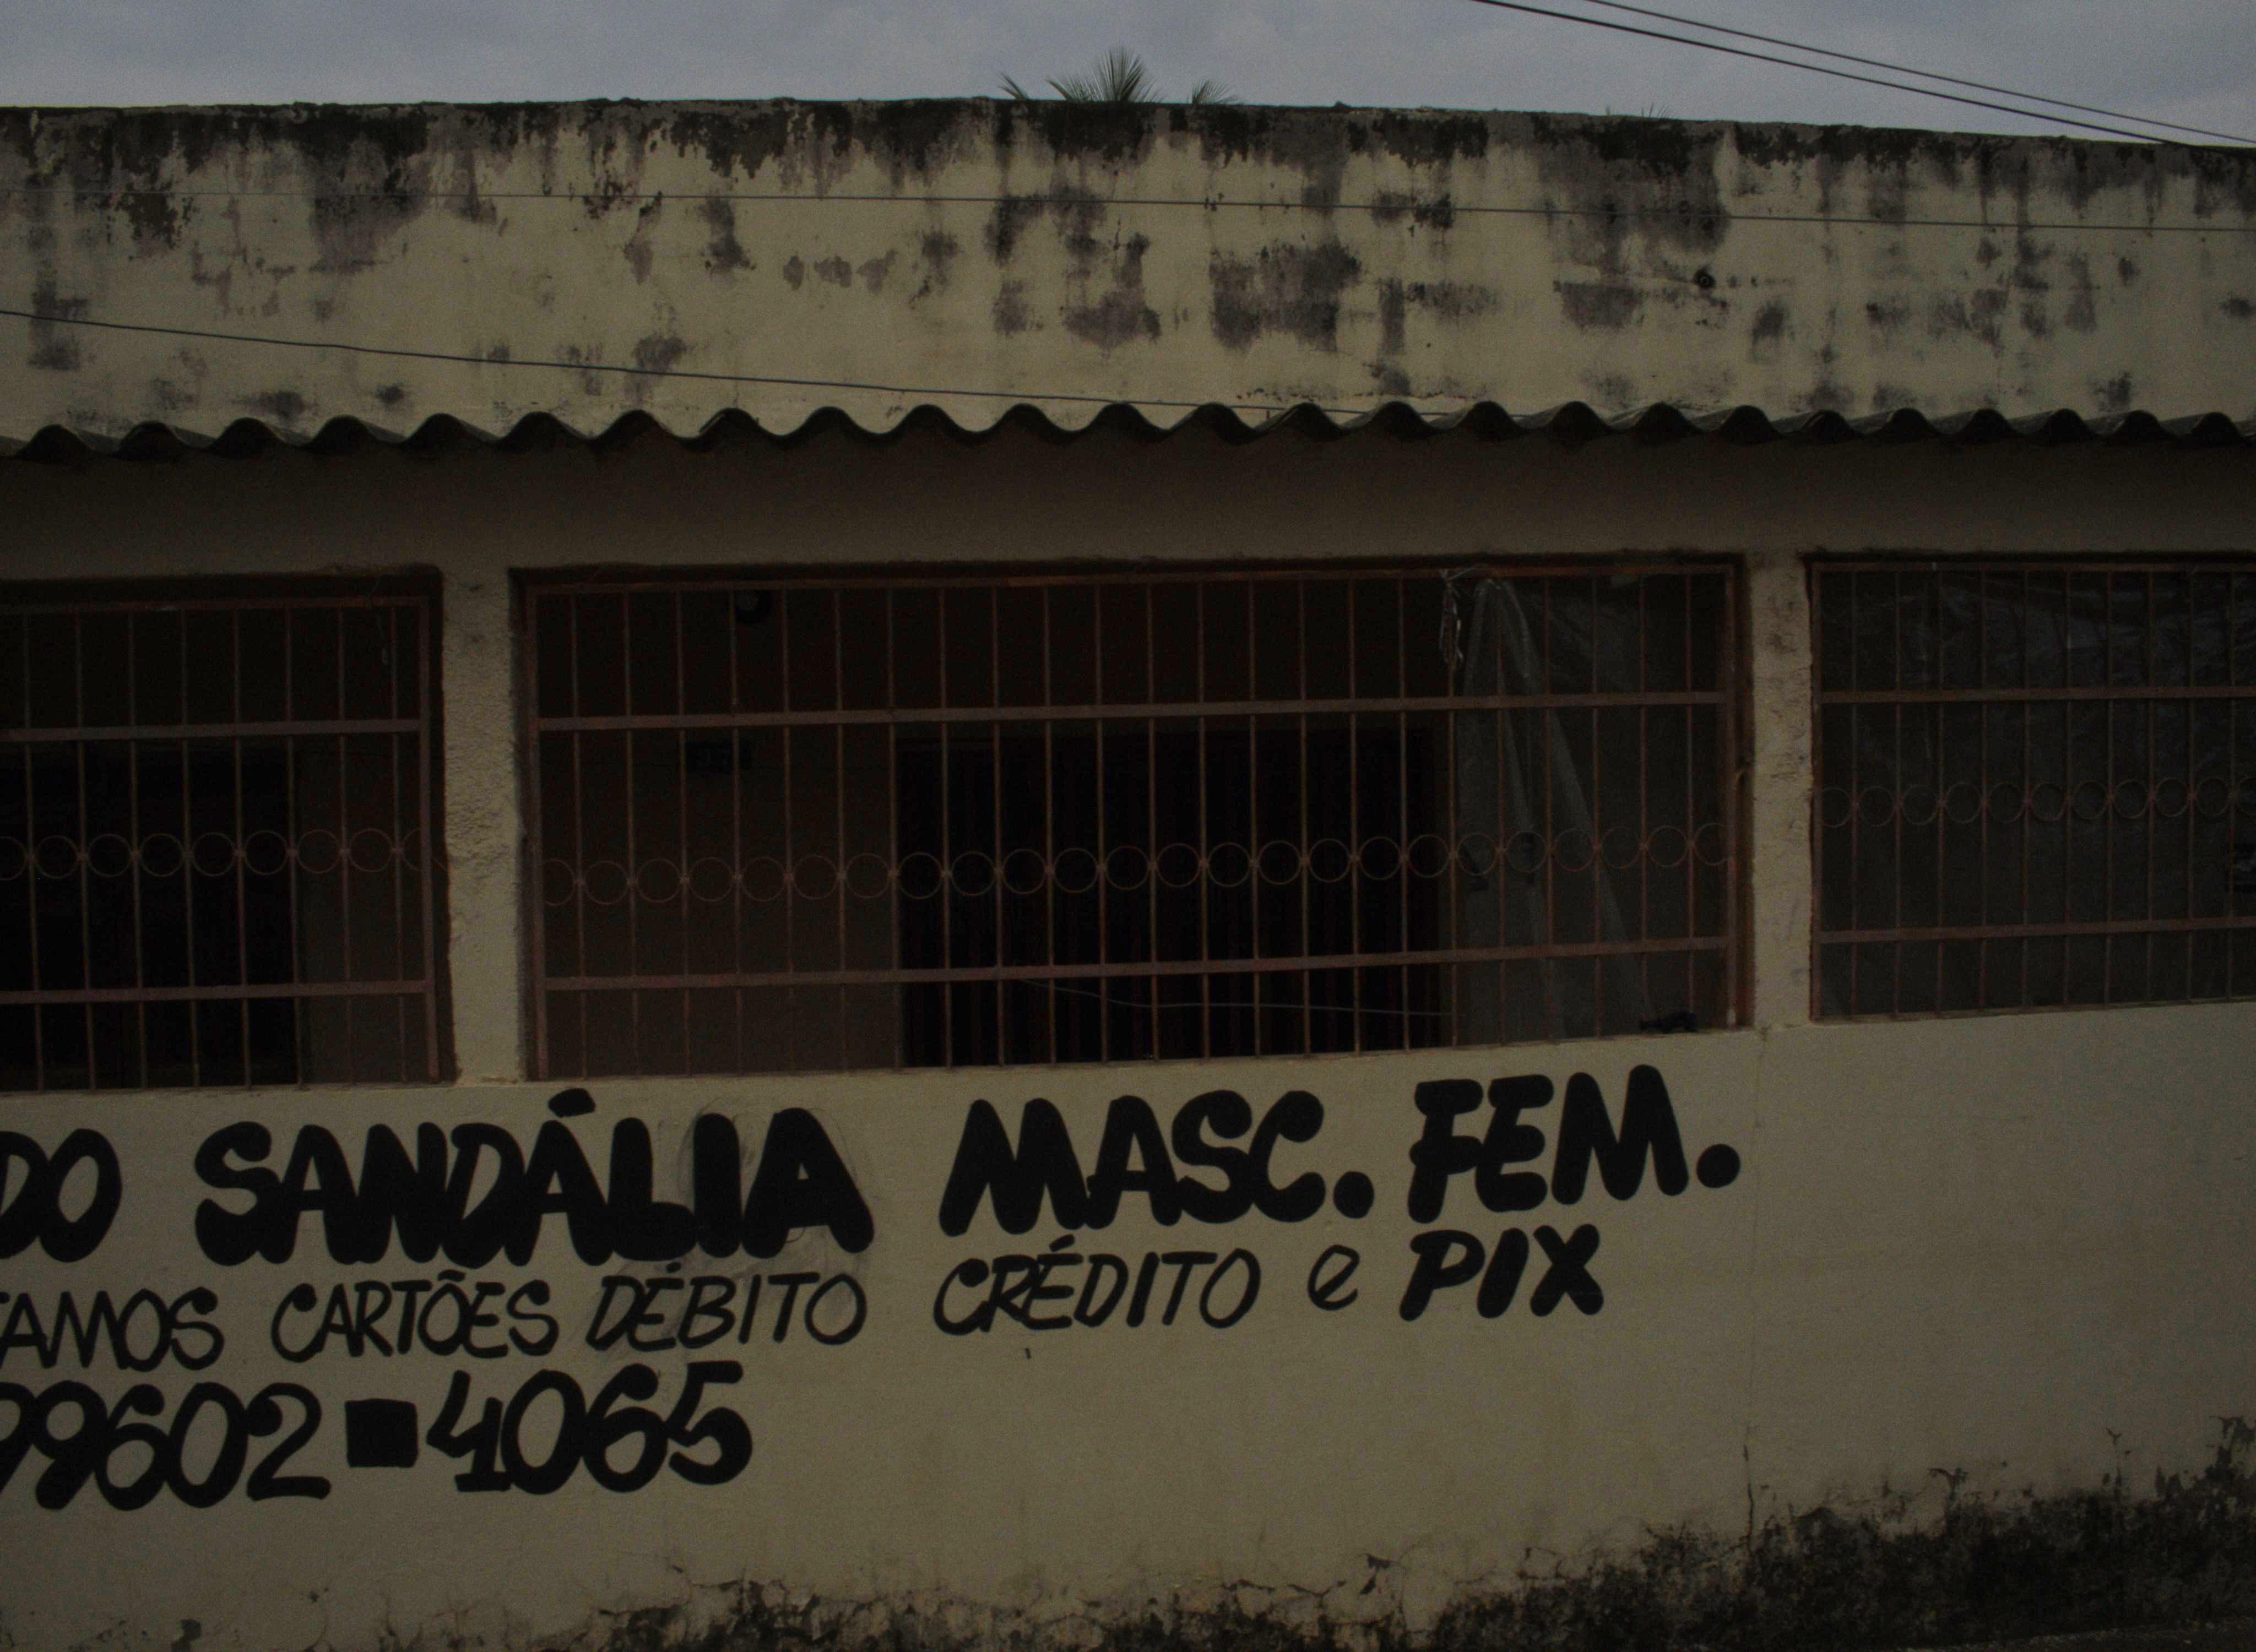 DO SANDÁLIA MASC. FEM.
TAMOS CARTÕES DÉBITO CRÉDITO e PIX
99602-4065